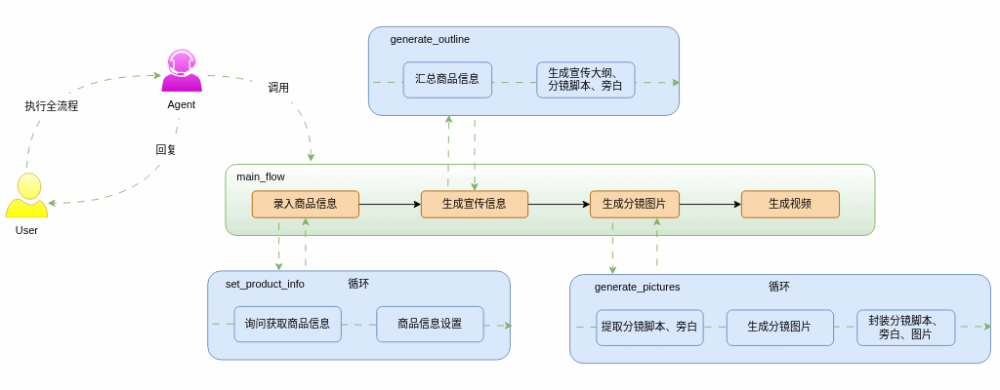 generate_outline
汇总商品信息
生成宣传大纲、
分镜脚本、旁白
执行全流程
Agent
调用
回复
User
main_flow
录入商品信息
生成宣传信息
生成分镜图片
生成视频
set_product_info
循环
询问获取商品信息
商品信息设置
generate_pictures
循环
提取分镜脚本、旁白
生成分镜图片
封装分镜脚本、
旁白、图片